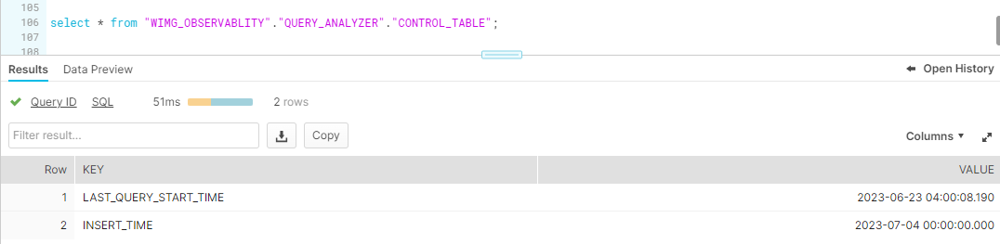 105
106 select * from "WIMG_OBSERVABLITY"."QUERY_ANALYZER"."CONTROL_TABLE";
107
108
Results Data Preview Open History
Query ID SQL 51ms 2 rows
Filter result... Copy Columns
Row KEY VALUE
1 LAST_QUERY_START_TIME 2023-06-23 04:00:08.190
2 INSERT_TIME 2023-07-04 00:00:00.000